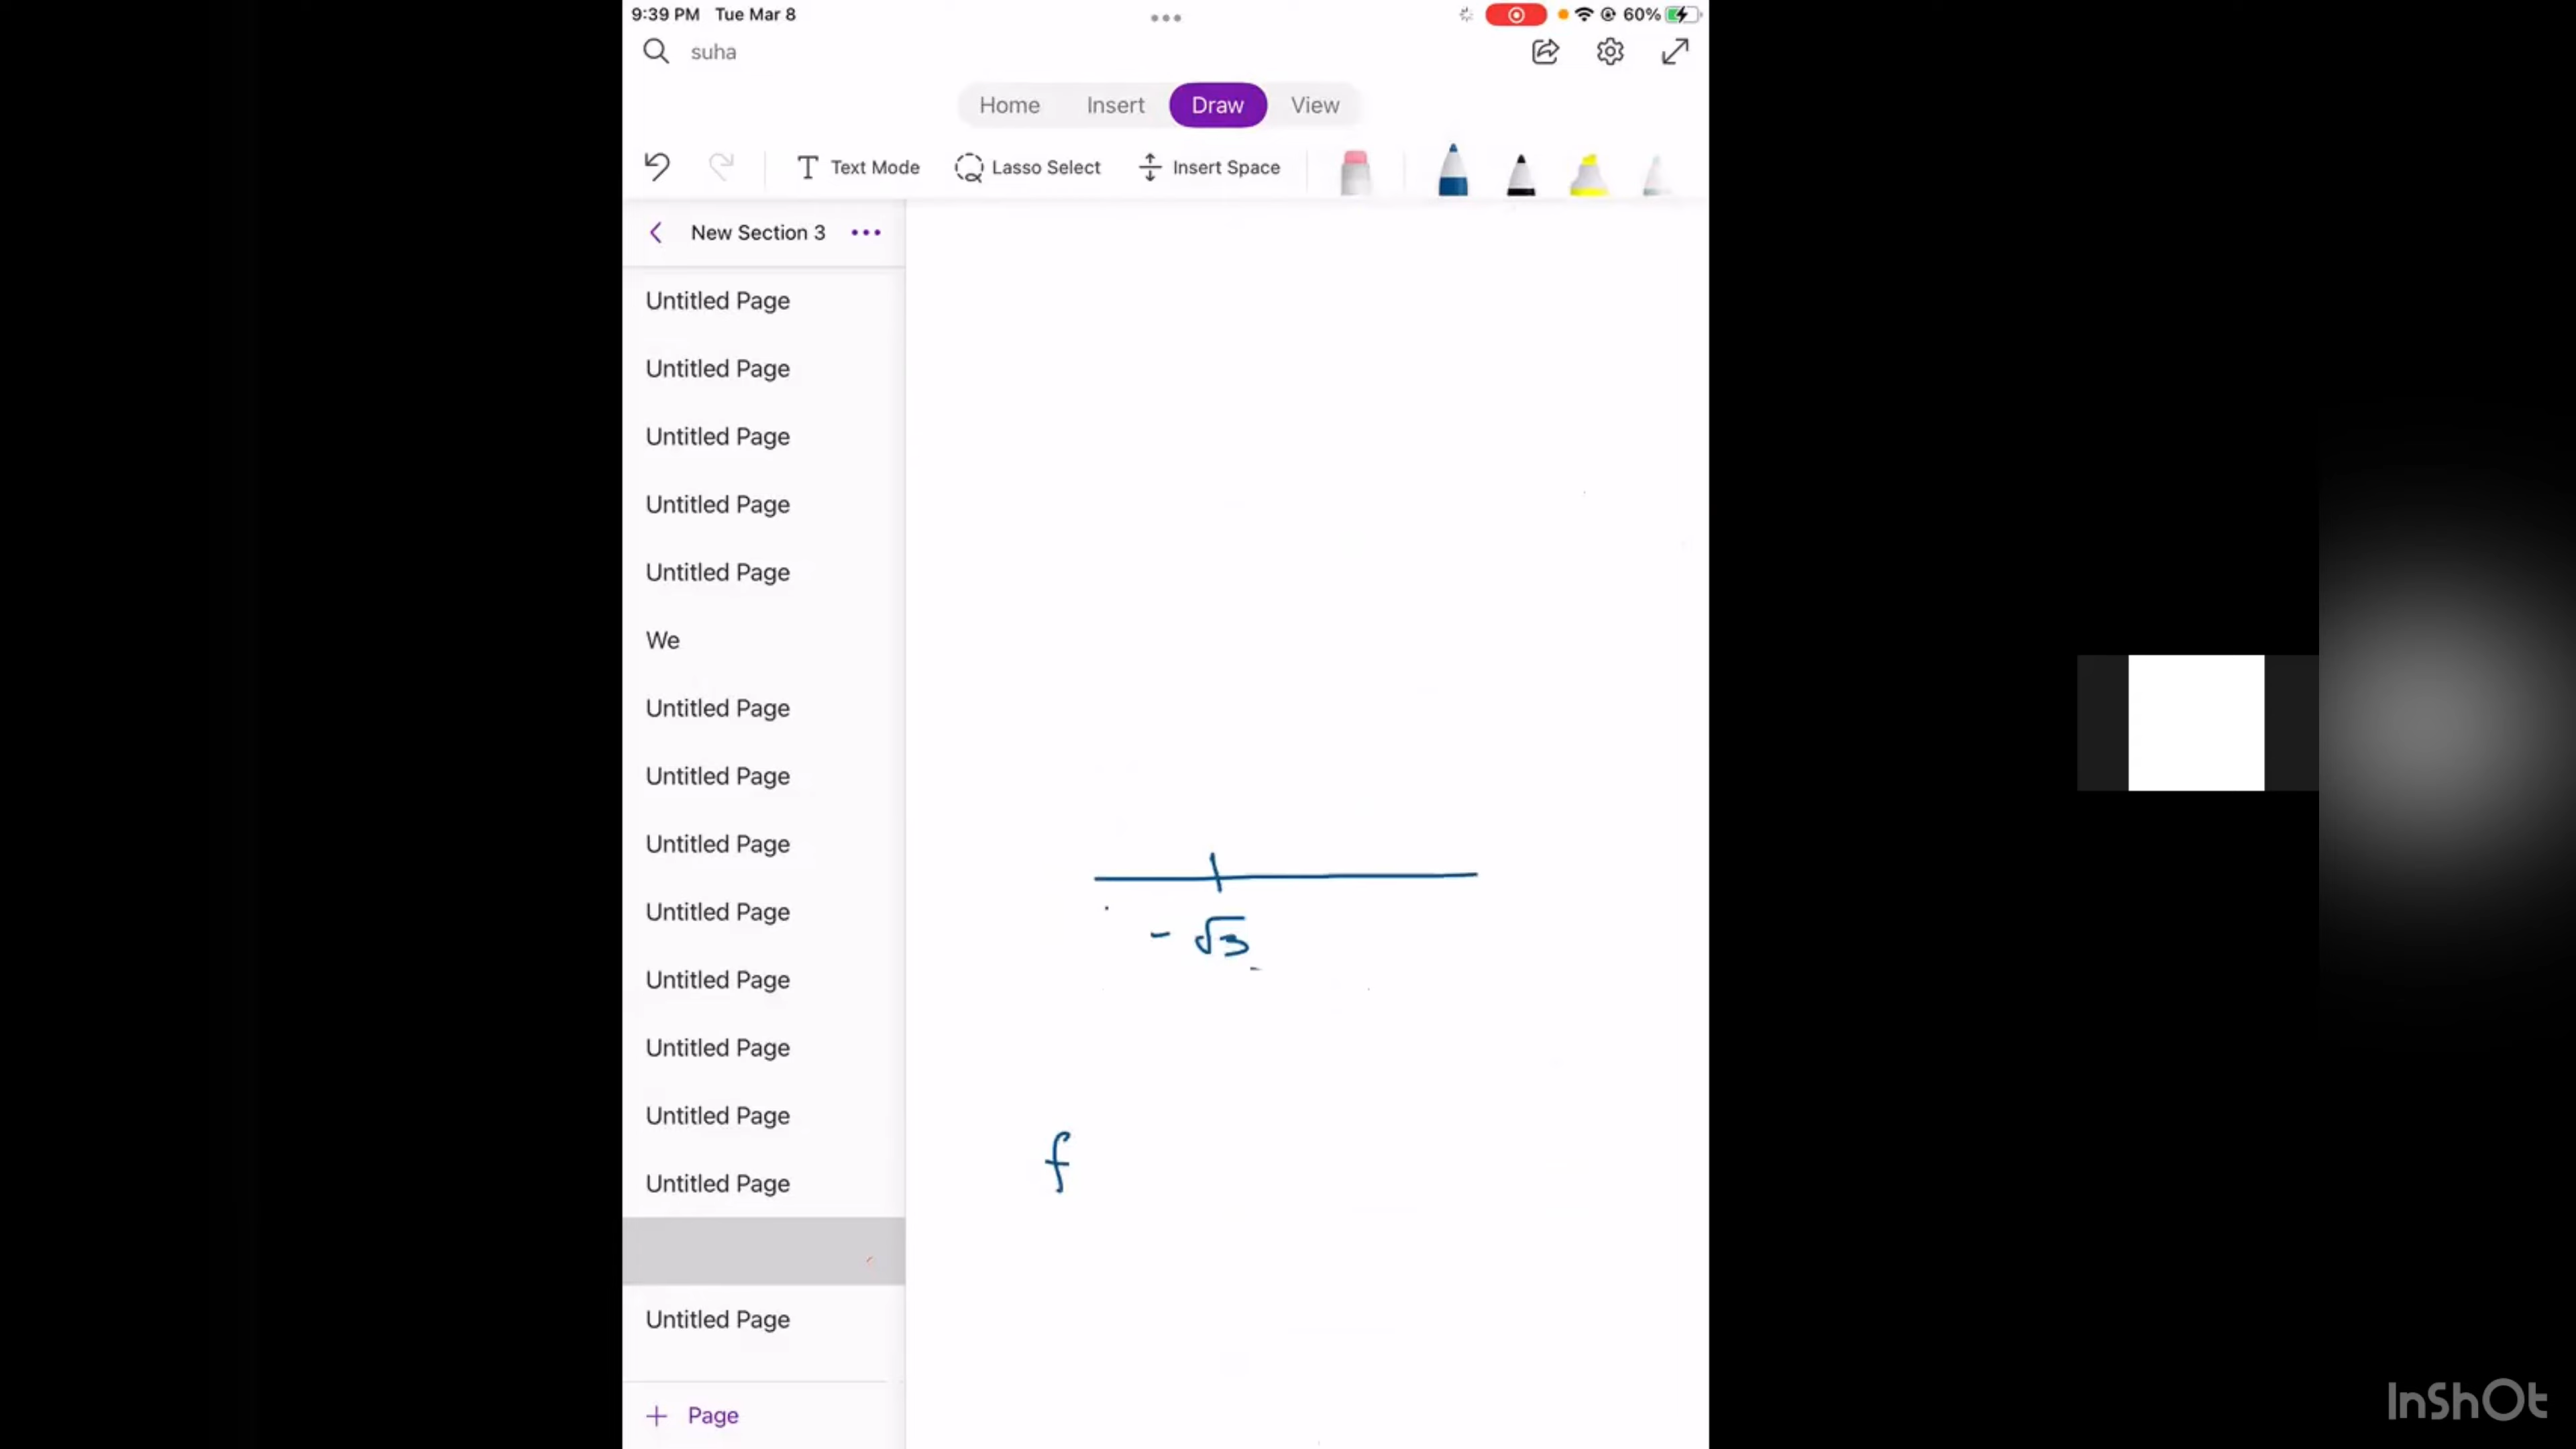 9:39 PM Tue Mar 8
60%
suha
Home Insert Draw View
Text Mode Lasso Select Insert Space
New Section 3
Untitled Page
Untitled Page
Untitled Page
Untitled Page
Untitled Page
We
Untitled Page
Untitled Page
Untitled Page
Untitled Page
Untitled Page
Untitled Page
Untitled Page
Untitled Page
Untitled Page
+ Page
- √3
f
InShOt